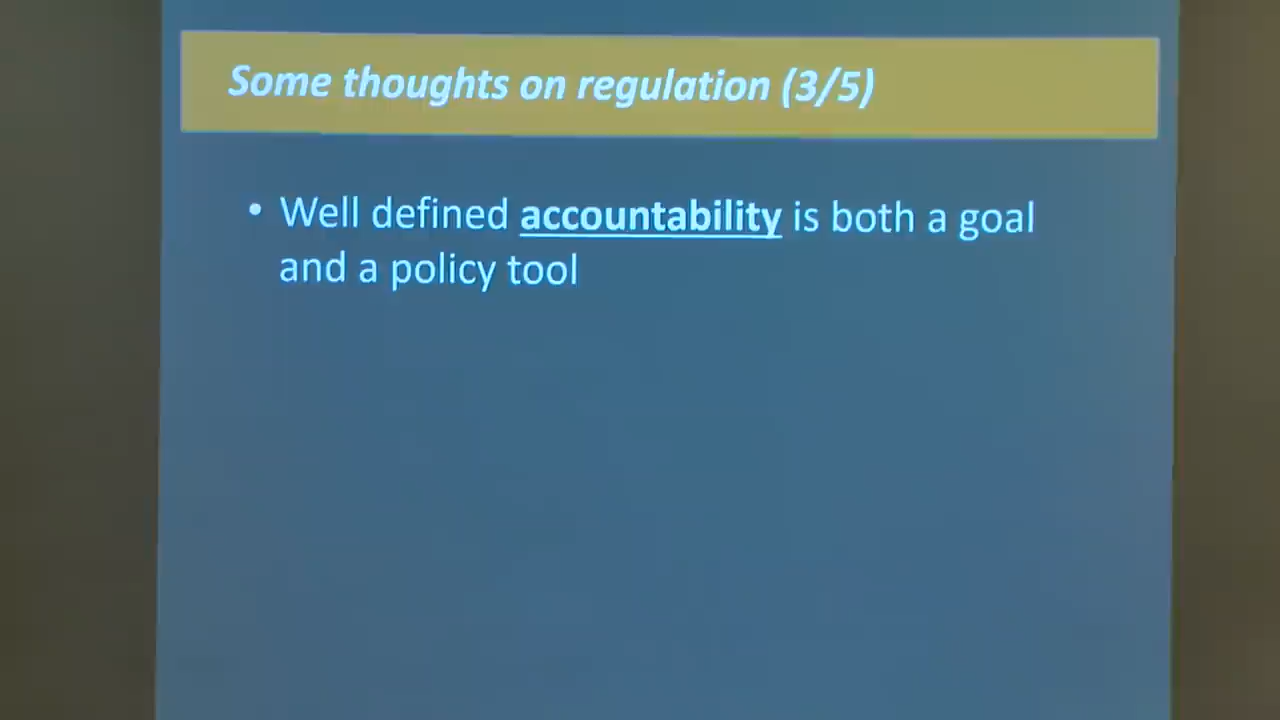 Some thoughts on regulation (3/5)
• Well defined accountability is both a goal
and a policy tool